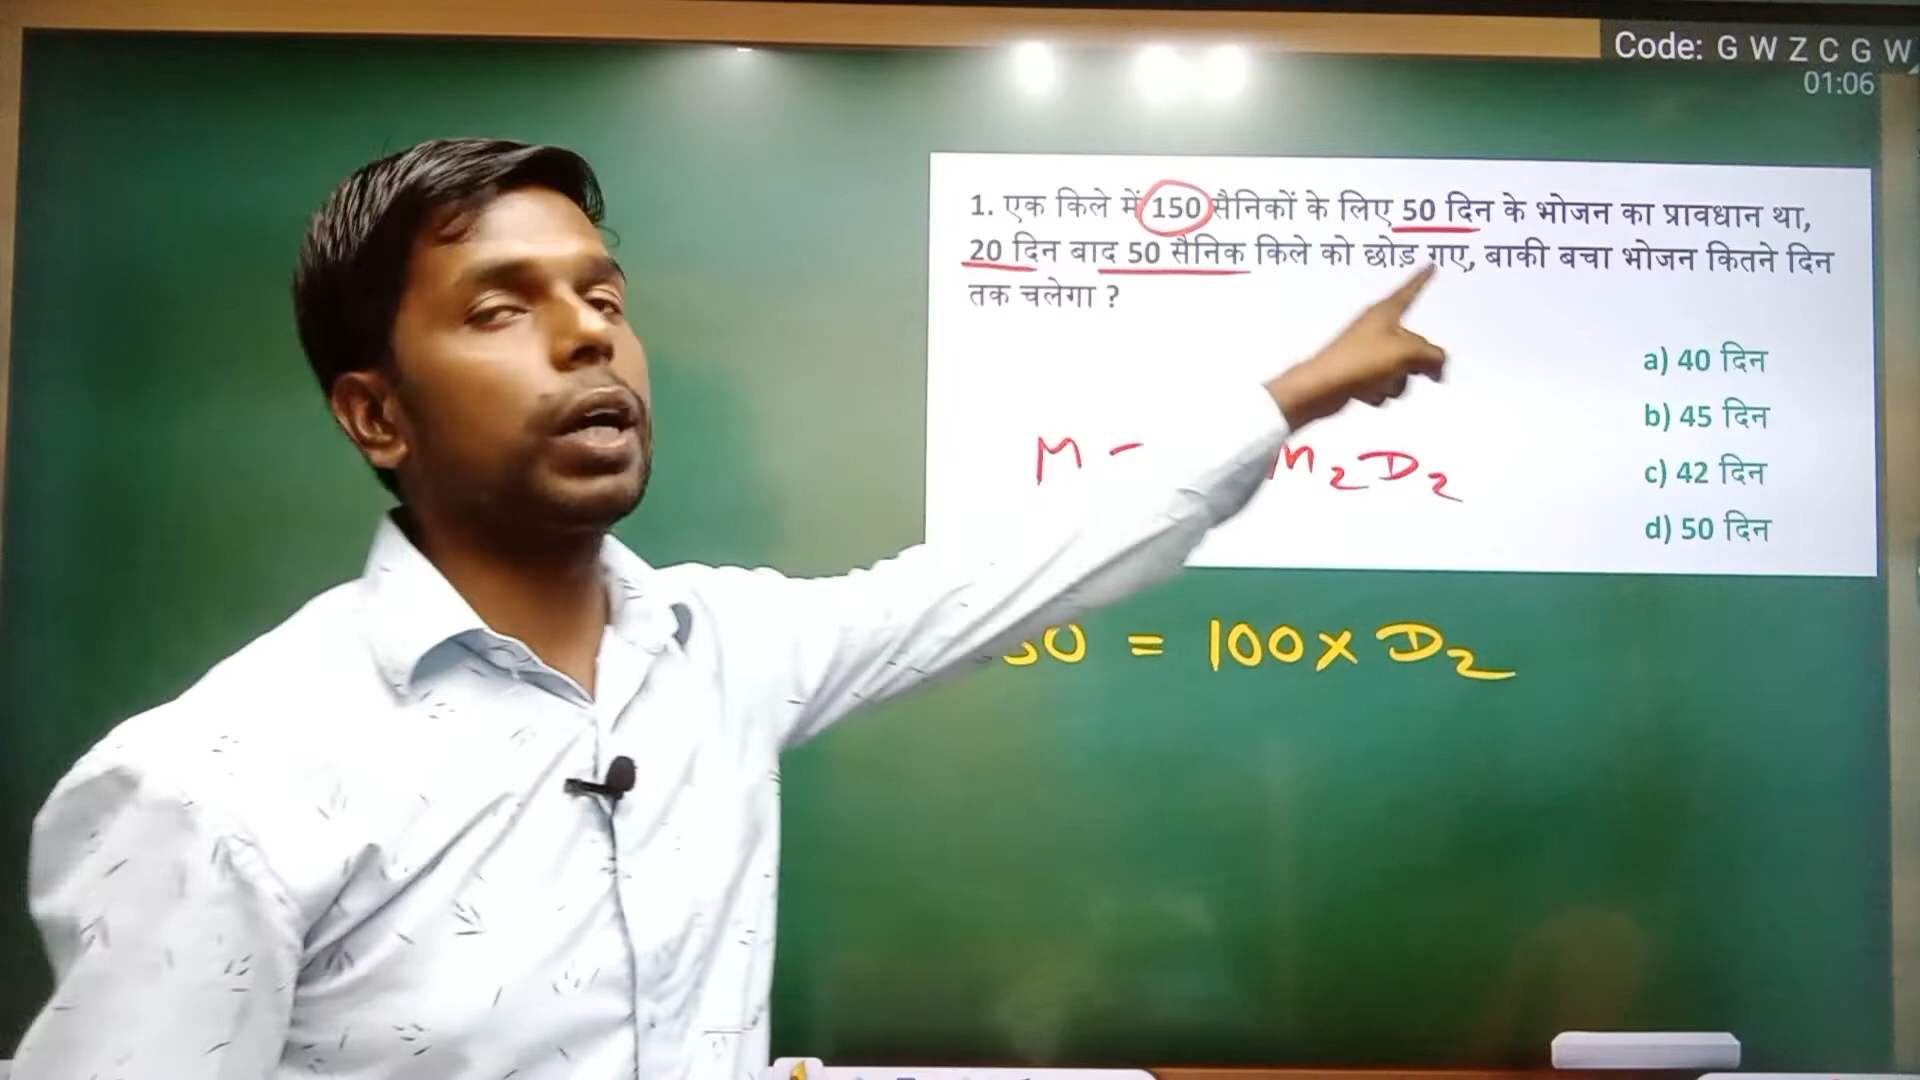 Code: G W Z C G W
01:06
1. एक किले में 150 सैनिकों के लिए 50 दिन के भोजन का प्रावधान था,
20 दिन बाद 50 सैनिक किले को छोड़ गए, बाकी बचा भोजन कितने दिन
तक चलेगा ?
a) 40 दिन
b) 45 दिन
c) 42 दिन
d) 50 दिन
M M₂D₂
30 = 100 × D₂